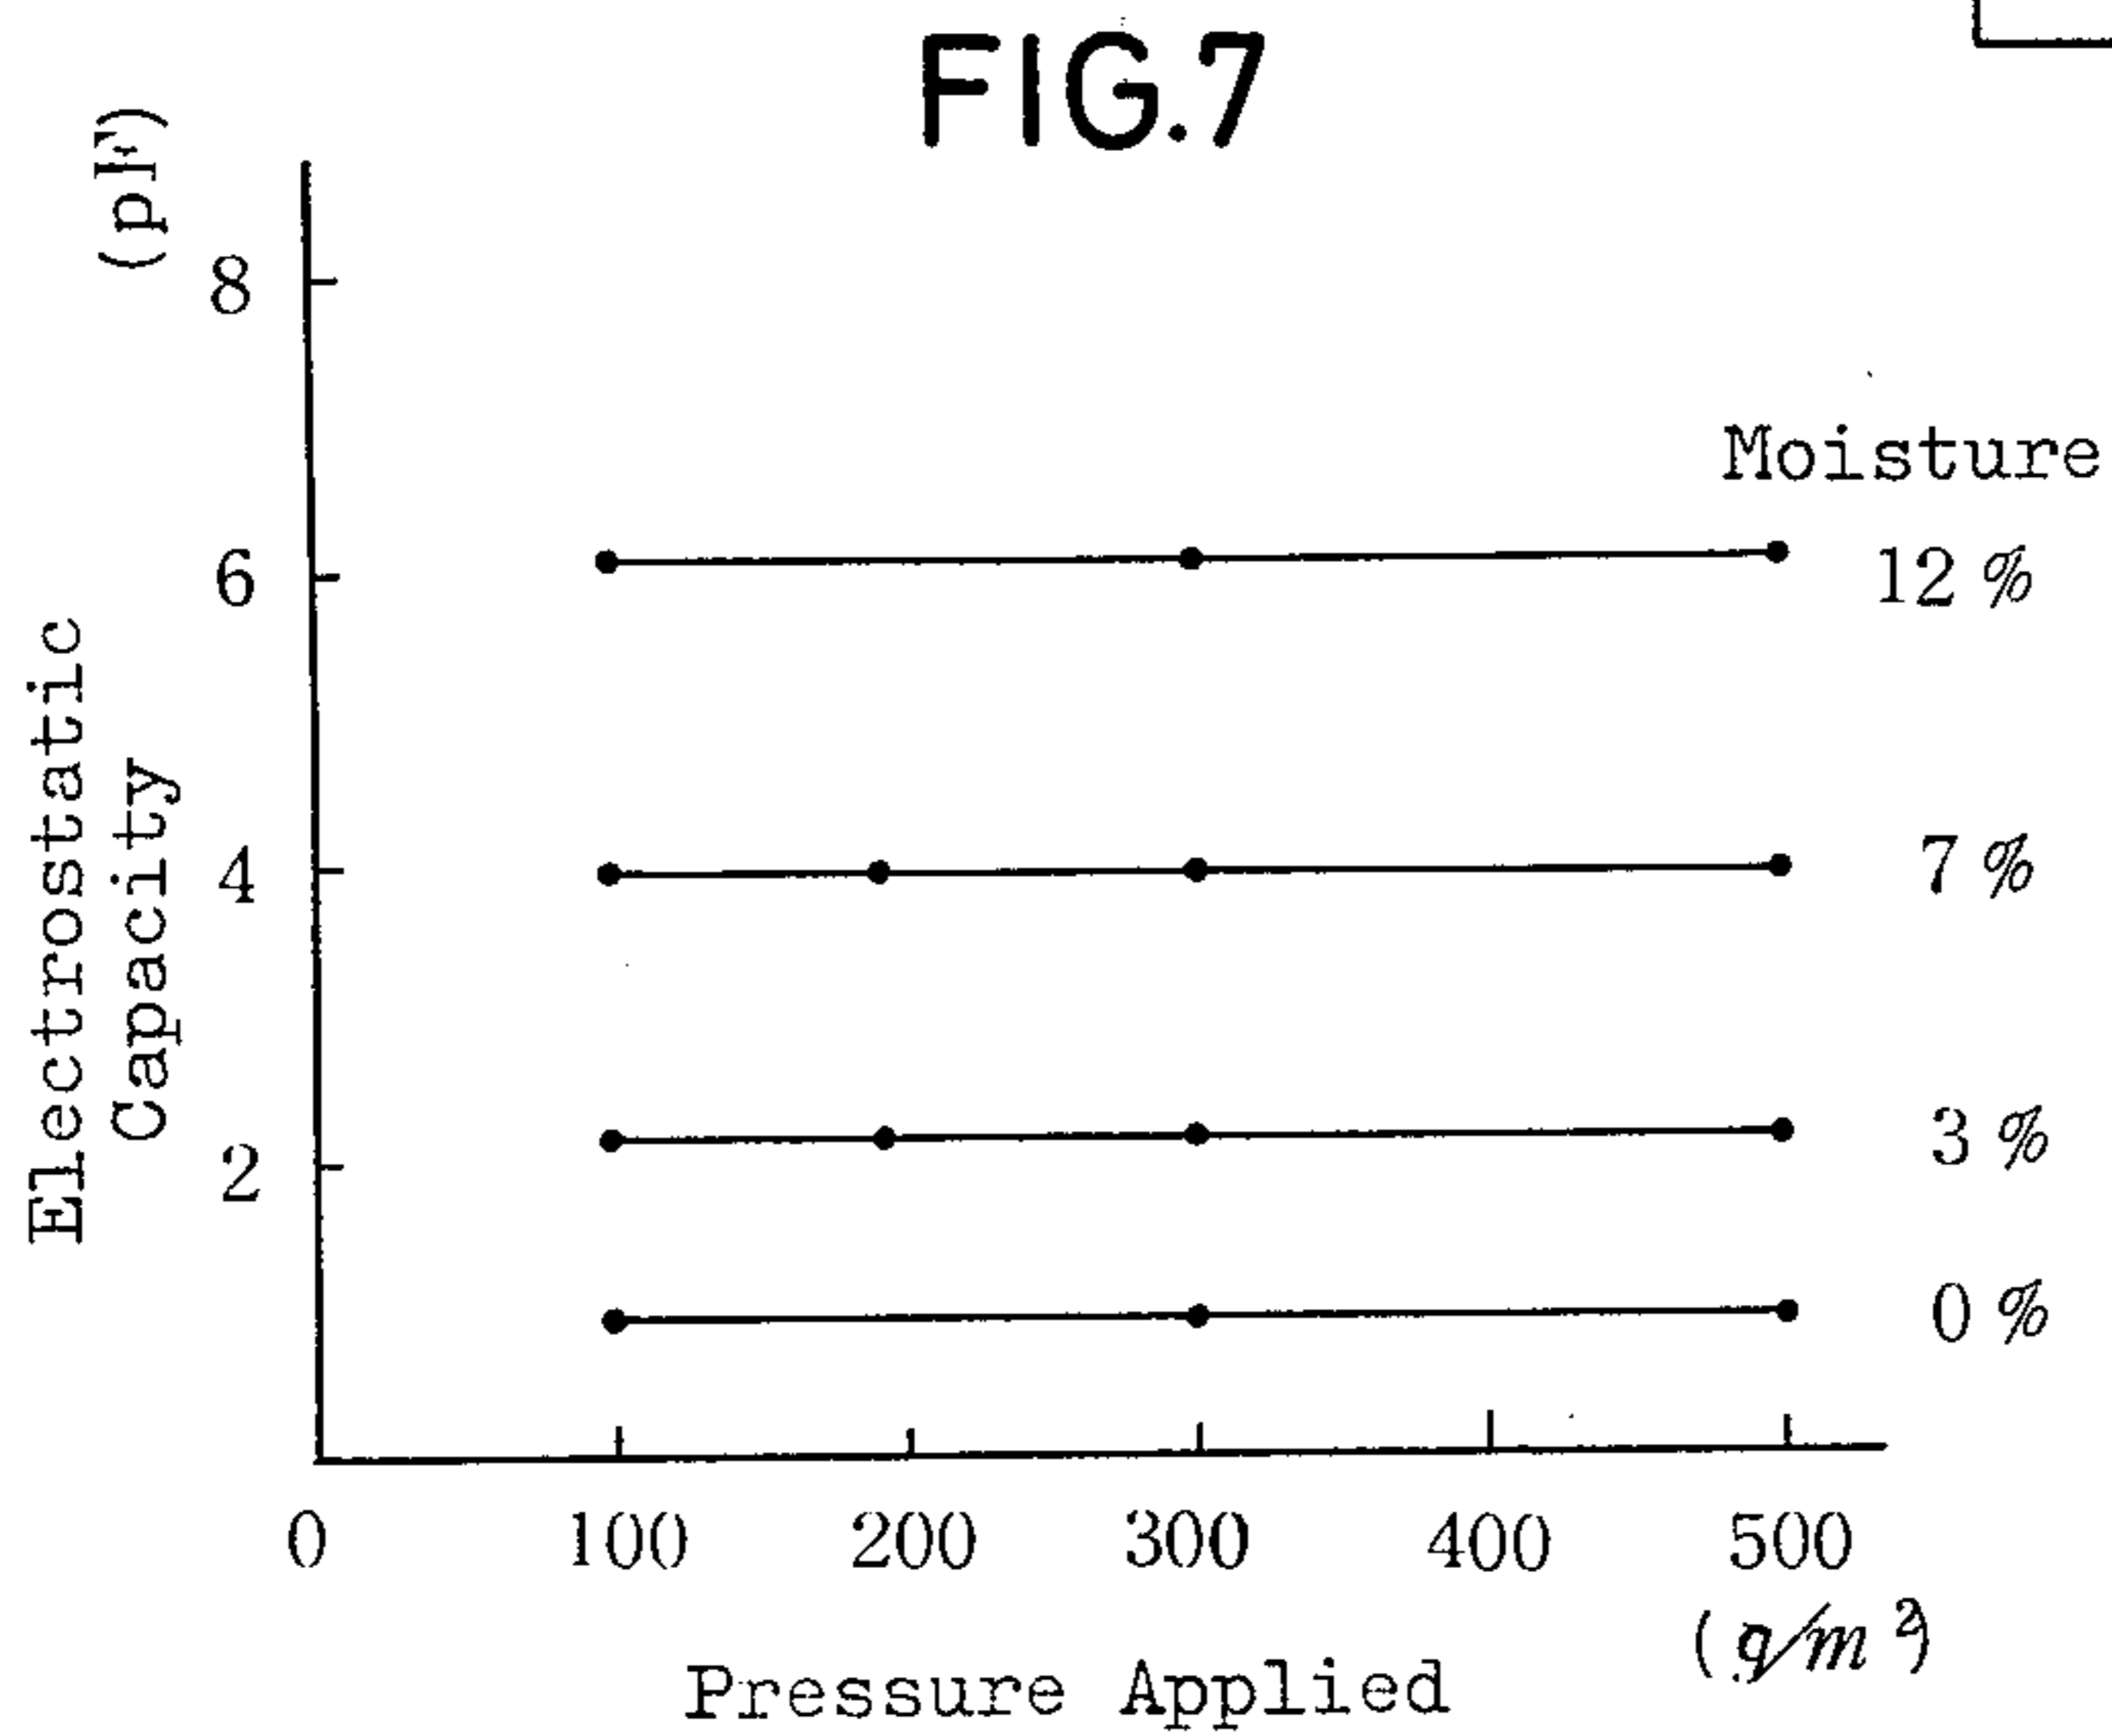 FIG.7
(pF)
Electrostatic
Capacity
8
6
4
2
Moisture
12%
7%
3%
0%
0 100 200 300 400 500
(g/m²)
Pressure Applied